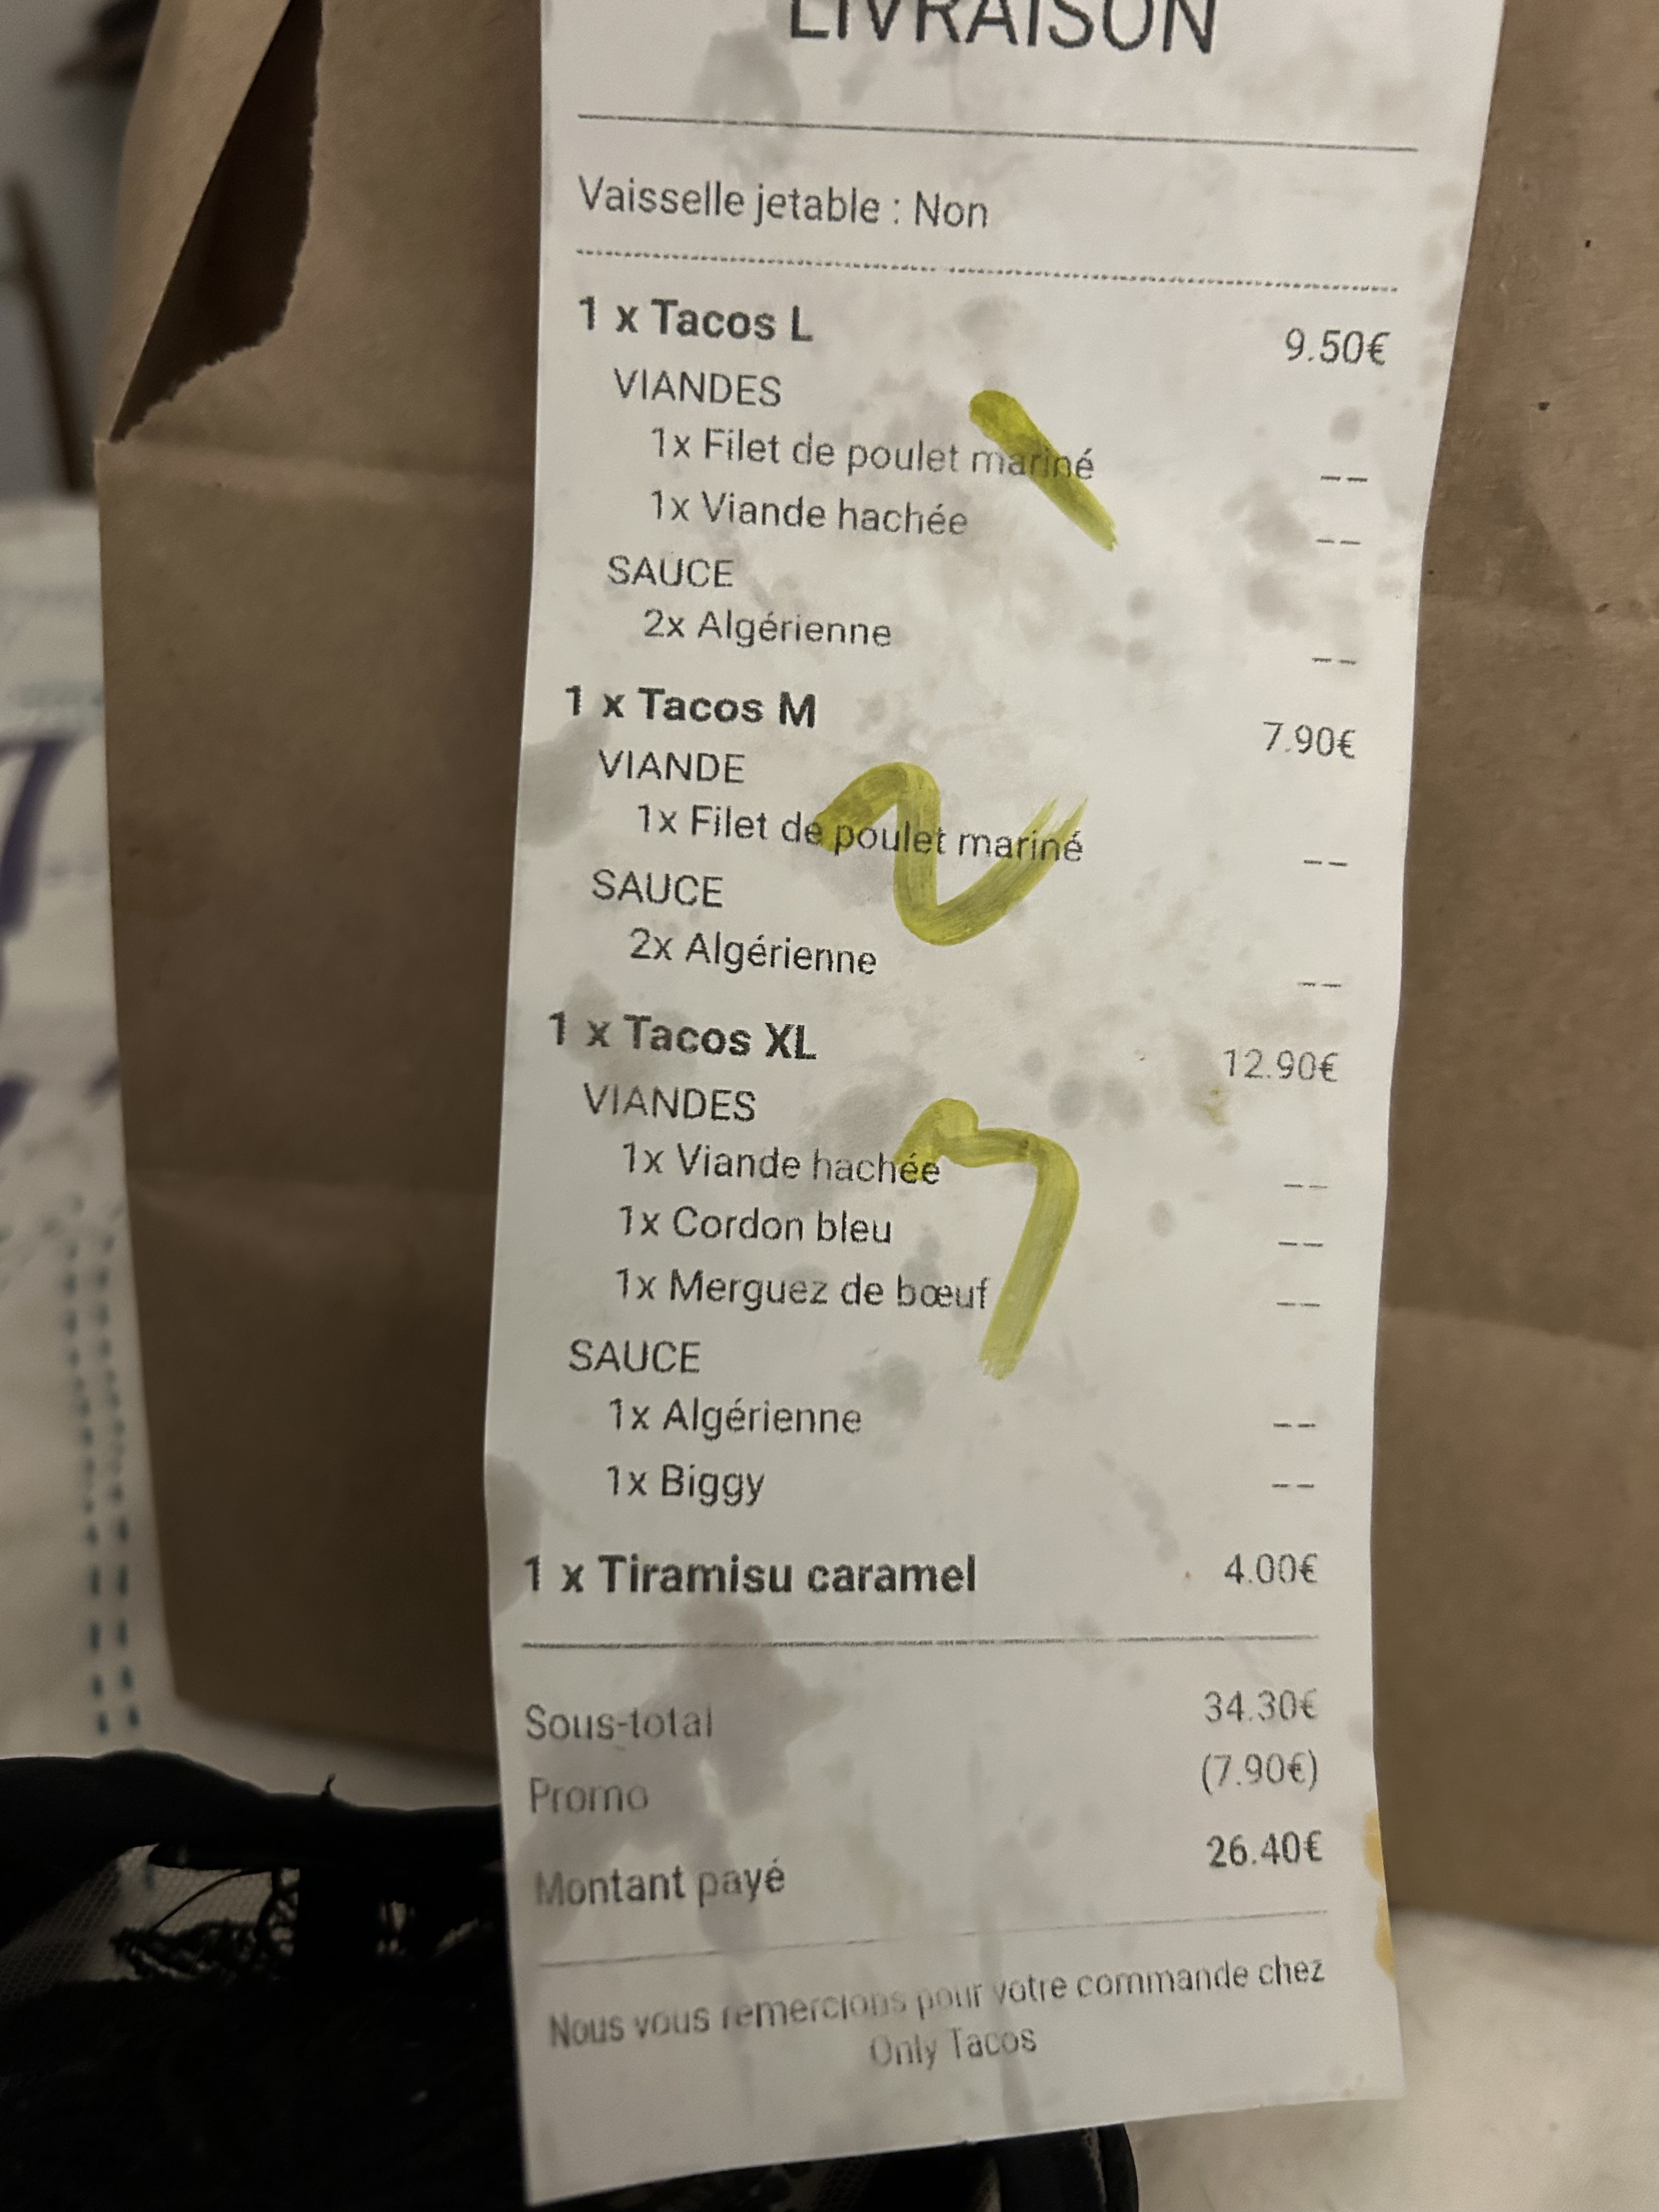 LIVRAISON
Vaisselle jetable : Non
1 x Tacos L 9.50€
VIANDES
1x Filet de poulet mariné --
1x Viande hachée --
SAUCE
2x Algérienne --
1 x Tacos M 7.90€
VIANDE
1x Filet de poulet mariné --
SAUCE
2x Algérienne --
1 x Tacos XL 12.90€
VIANDES
1x Viande hachée --
1x Cordon bleu --
1x Merguez de bœuf --
SAUCE
1x Algérienne --
1x Biggy --
1 x Tiramisu caramel 4.00€
Sous-total 34.30€
Promo (7.90€)
Montant payé 26.40€
Nous vous remercions pour votre commande chez
Only Tacos